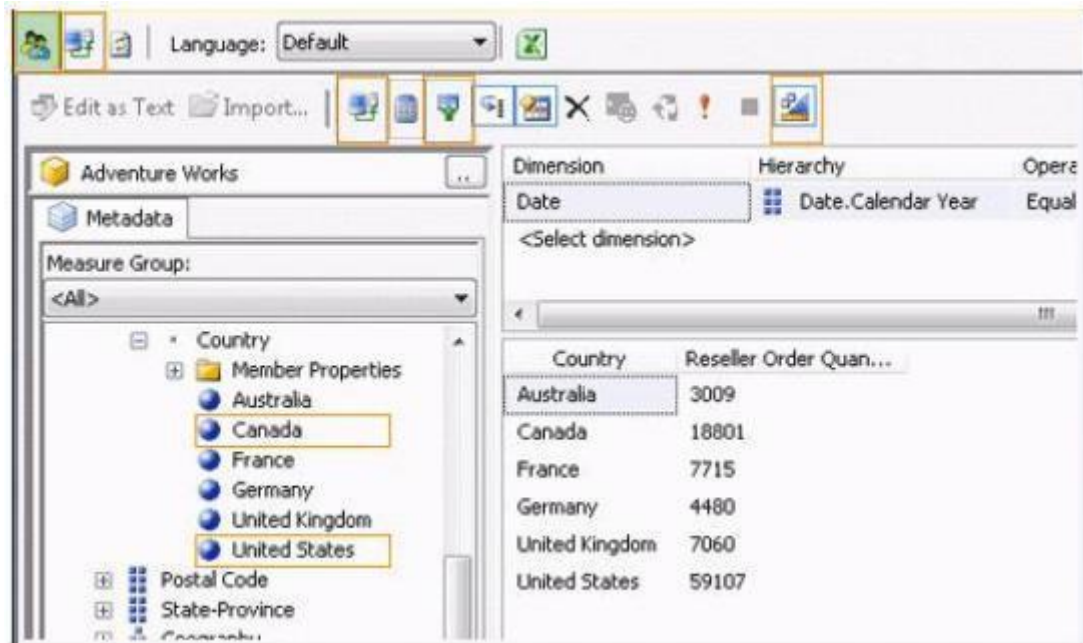 Language: Default
Edit as Text Import...
Adventure Works ..
Metadata
Measure Group:
<All>
Country
Member Properties
Australia
Canada
France
Germany
United Kingdom
United States
Postal Code
State-Province
Geography
Dimension Hierarchy Opera
Date Date.Calendar Year Equal
<Select dimension>
Country Reseller Order Quan...
Australia 3009
Canada 18801
France 7715
Germany 4480
United Kingdom 7060
United States 59107